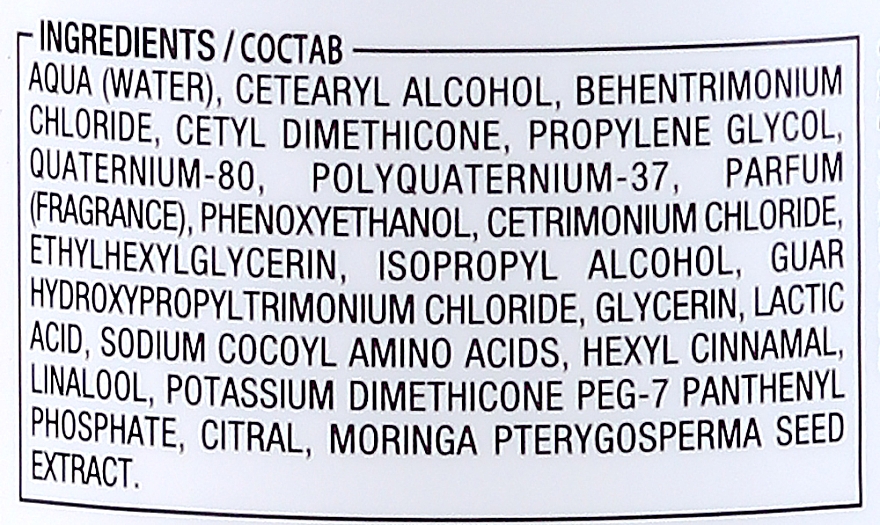 INGREDIENTS / СОСТАВ
AQUA (WATER), CETEARYL ALCOHOL, BEHENTRIMONIUM
CHLORIDE, CETYL DIMETHICONE, PROPYLENE GLYCOL,
QUATERNIUM-80, POLYQUATERNIUM-37, PARFUM
(FRAGRANCE), PHENOXYETHANOL, CETRIMONIUM CHLORIDE,
ETHYLHEXYLGLYCERIN, ISOPROPYL ALCOHOL, GUAR
HYDROXYPROPYLTRIMONIUM CHLORIDE, GLYCERIN, LACTIC
ACID, SODIUM COCOYL AMINO ACIDS, HEXYL CINNAMAL,
LINALOOL, POTASSIUM DIMETHICONE PEG-7 PANTHENYL
PHOSPHATE, CITRAL, MORINGA PTERYGOSPERMA SEED
EXTRACT.